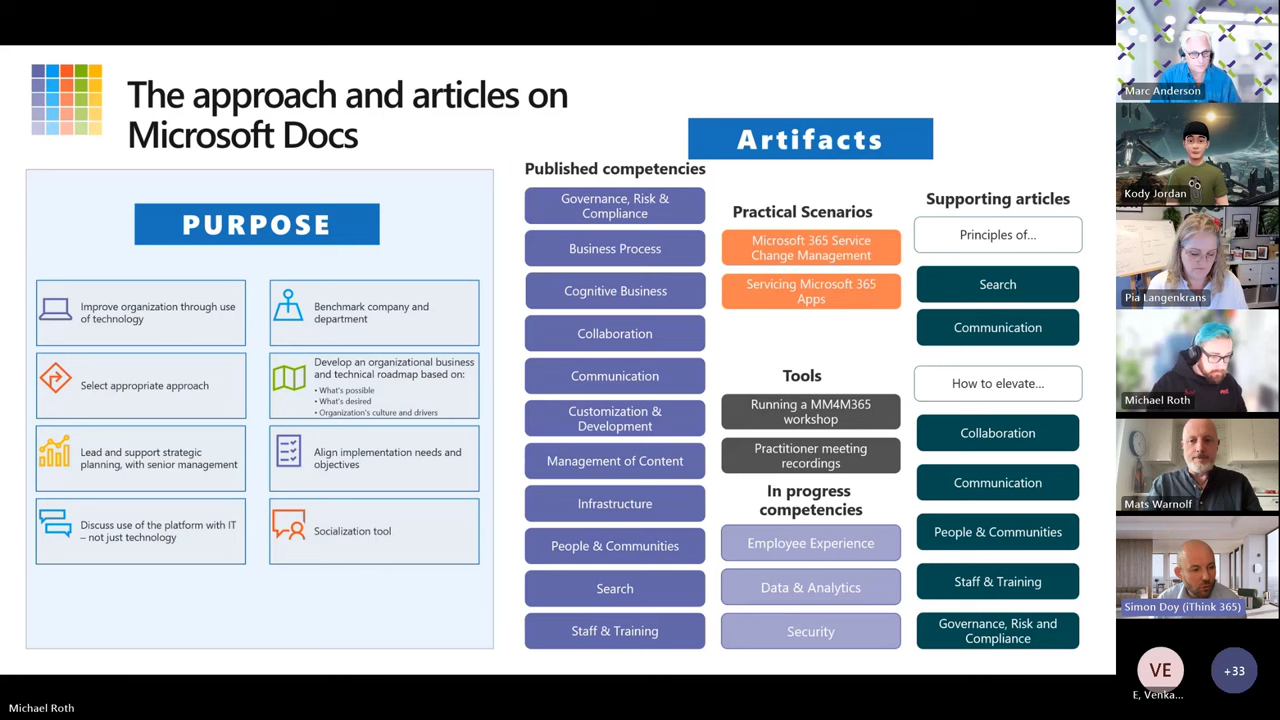 The approach and articles on
Microsoft Docs
PURPOSE
Improve organization through use
of technology
Benchmark company and
department
Select appropriate approach
Develop an organizational business
and technical roadmap based on:
• What's possible
• What's desired
• Organization's culture and drivers
Lead and support strategic
planning, with senior management
Align implementation needs and
objectives
Discuss use of the platform with IT
– not just technology
Socialization tool
Artifacts
Published competencies
Governance, Risk &
Compliance
Business Process
Cognitive Business
Collaboration
Communication
Customization &
Development
Management of Content
Infrastructure
People & Communities
Search
Staff & Training
Practical Scenarios
Microsoft 365 Service
Change Management
Servicing Microsoft 365
Apps
Tools
Running a MM4M365
workshop
Practitioner meeting
recordings
In progress
competencies
Employee Experience
Data & Analytics
Security
Supporting articles
Principles of...
Search
Communication
How to elevate...
Collaboration
Communication
People & Communities
Staff & Training
Governance, Risk and
Compliance
Marc Anderson
Kody Jordan
Pia Langenkrans
Michael Roth
Mats Warnolf
Simon Doy (iThink 365)
VE
E, Venka...
+33
Michael Roth